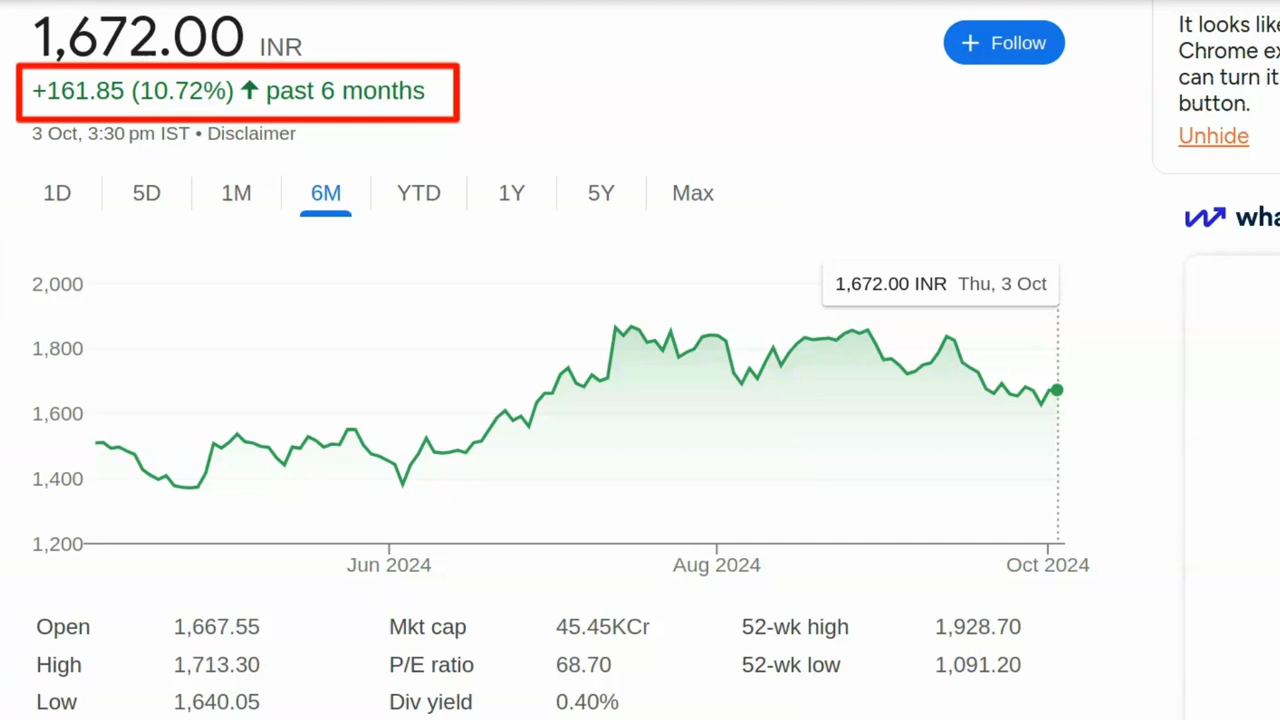 1,672.00 INR
+ Follow
+161.85 (10.72%) ↑ past 6 months
3 Oct, 3:30 pm IST • Disclaimer
1D 5D 1M 6M YTD 1Y 5Y Max
1,672.00 INR Thu, 3 Oct
2,000
1,800
1,600
1,400
1,200
Jun 2024 Aug 2024 Oct 2024
Open 1,667.55 Mkt cap 45.45KCr 52-wk high 1,928.70
High 1,713.30 P/E ratio 68.70 52-wk low 1,091.20
Low 1,640.05 Div yield 0.40%
It looks like
Chrome ex
can turn it
button.
Unhide
wha